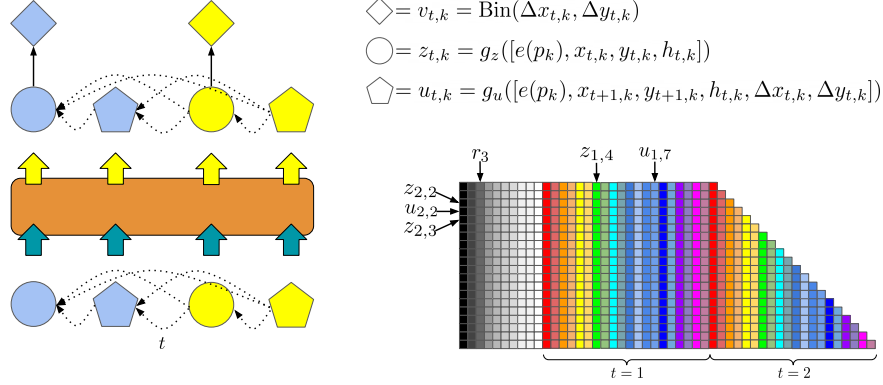 = v_{t,k} = Bin(Δx_{t,k}, Δy_{t,k})
= z_{t,k} = g_z([e(p_k), x_{t,k}, y_{t,k}, h_{t,k}])
= u_{t,k} = g_u([e(p_k), x_{t+1,k}, y_{t+1,k}, h_{t,k}, Δx_{t,k}, Δy_{t,k}])
r_3 z_{1,4} u_{1,7}
z_{2,2}
u_{2,2}
z_{2,3}
t
t = 1 t = 2